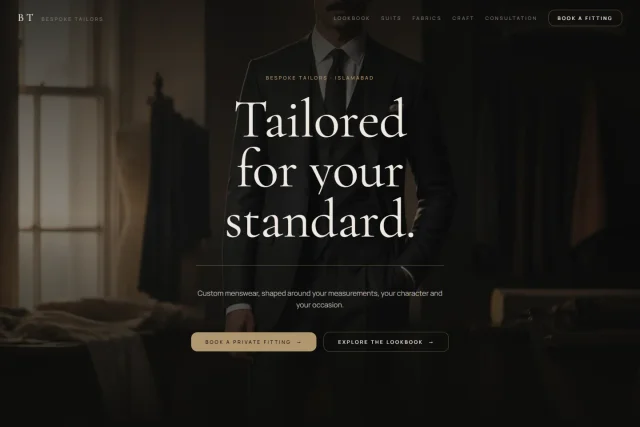 BT BESPOKE TAILORS
LOOKBOOK SUITS FABRICS CRAFT CONSULTATION BOOK A FITTING
BESPOKE TAILORS · ISLAMABAD
Tailored
for your
standard.
Custom menswear, shaped around your measurements, your character and
your occasion.
BOOK A PRIVATE FITTING → EXPLORE THE LOOKBOOK →